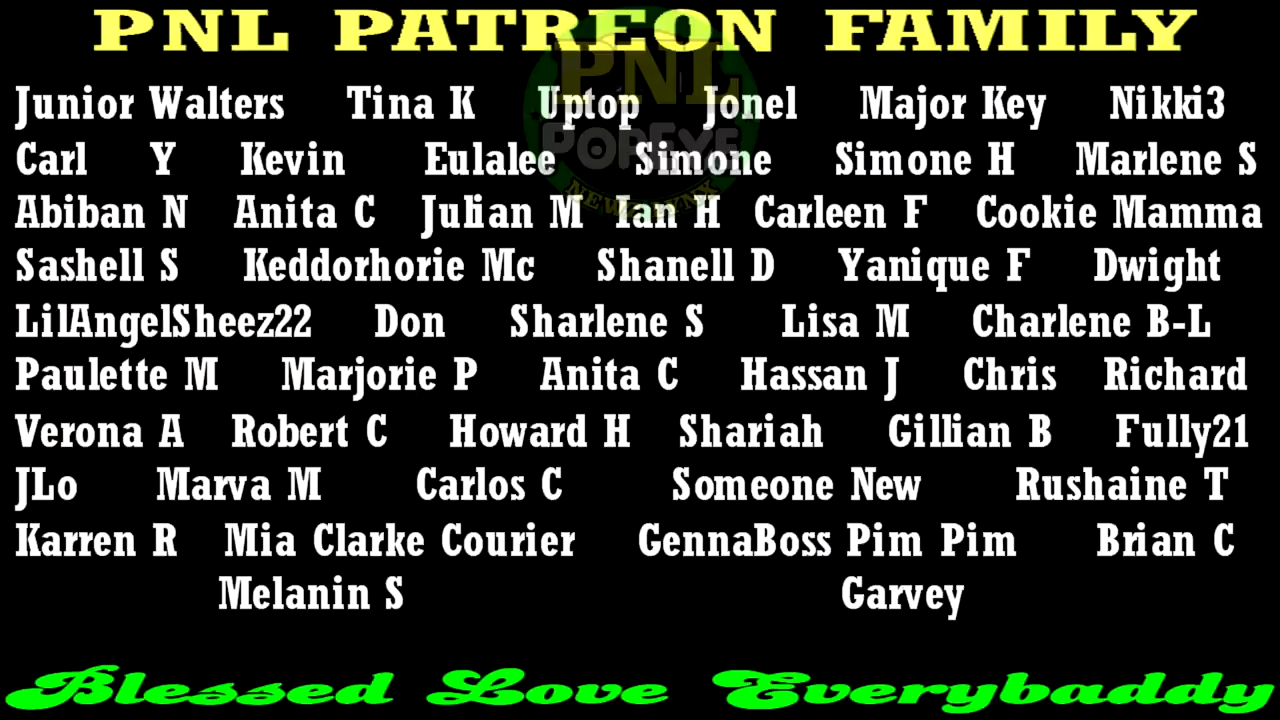 PNL PATREON FAMILY
Junior Walters Tina K Uptop Jonel Major Key Nikki3
Carl Y Kevin Eulalee Simone Simone H Marlene S
Abiban N Anita C Julian M Ian H Carleen F Cookie Mamma
Sashell S Keddorhorie Mc Shanell D Yanique F Dwight
LilAngelSheez22 Don Sharlene S Lisa M Charlene B-L
Paulette M Marjorie P Anita C Hassan J Chris Richard
Verona A Robert C Howard H Shariah Gillian B Fully21
JLo Marva M Carlos C Someone New Rushaine T
Karren R Mia Clarke Courier GennaBoss Pim Pim Brian C
Melanin S Garvey
Blessed Love Everybaddy
PNL
POPEYE